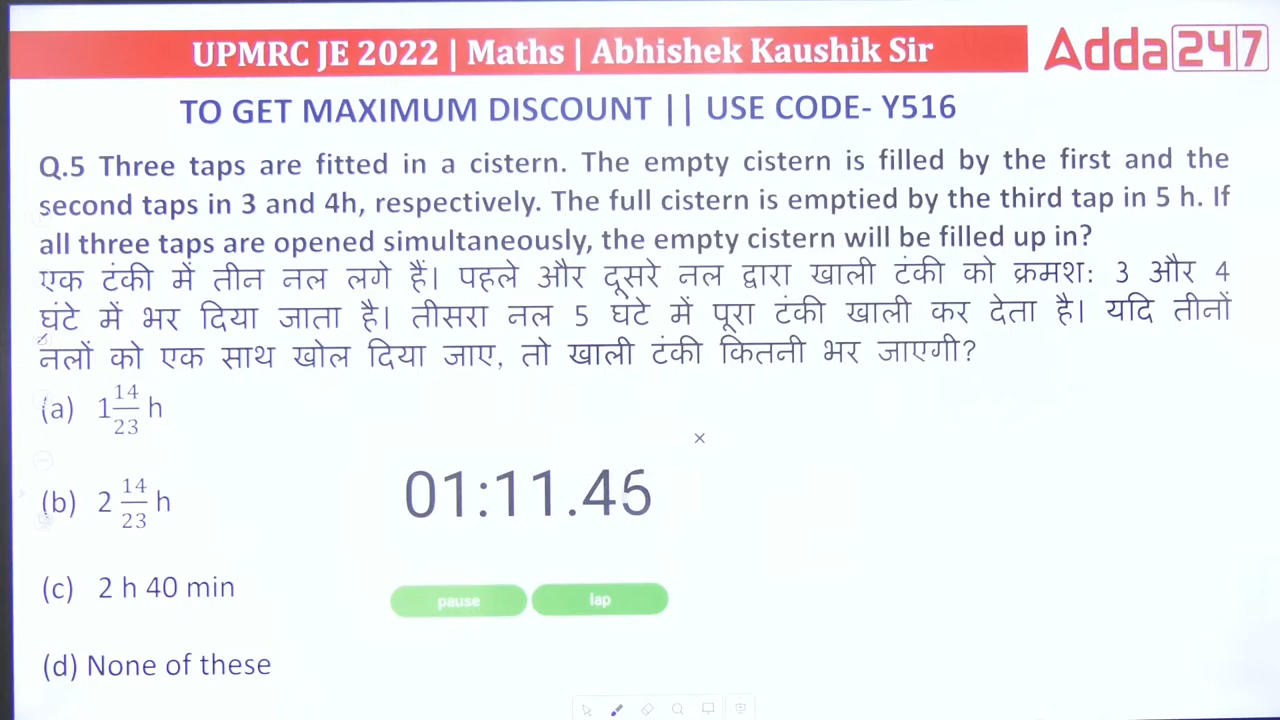 UPMRC JE 2022 | Maths | Abhishek Kaushik Sir
Adda247
TO GET MAXIMUM DISCOUNT || USE CODE- Y516
Q.5 Three taps are fitted in a cistern. The empty cistern is filled by the first and the
second taps in 3 and 4h, respectively. The full cistern is emptied by the third tap in 5 h. If
all three taps are opened simultaneously, the empty cistern will be filled up in?
एक टंकी में तीन नल लगे हैं। पहले और दूसरे नल द्वारा खाली टंकी को क्रमश: 3 और 4
घंटे में भर दिया जाता है। तीसरा नल 5 घंटे में पूरा टंकी खाली कर देता है। यदि तीनों
नलों को एक साथ खोल दिया जाए, तो खाली टंकी कितनी भर जाएगी?
(a) 1 14/23 h
(b) 2 14/23 h
(c) 2 h 40 min
(d) None of these
01:11.45
pause
lap